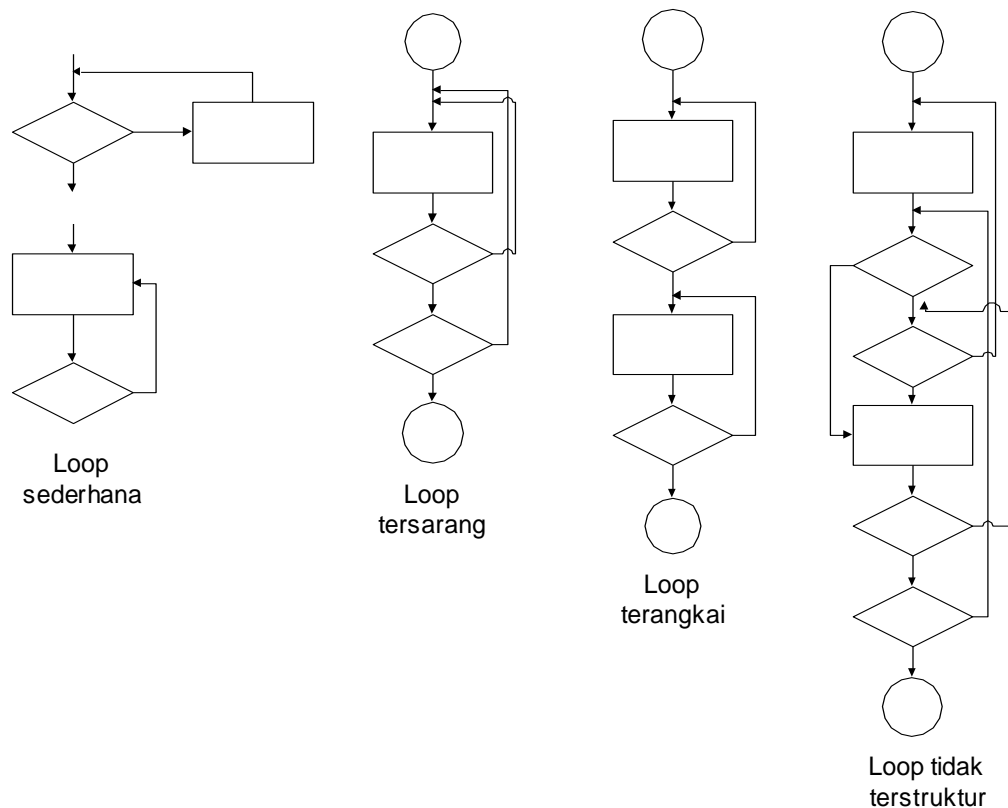 Loop
sederhana
Loop
tersarang
Loop
terangkai
Loop tidak
terstruktur